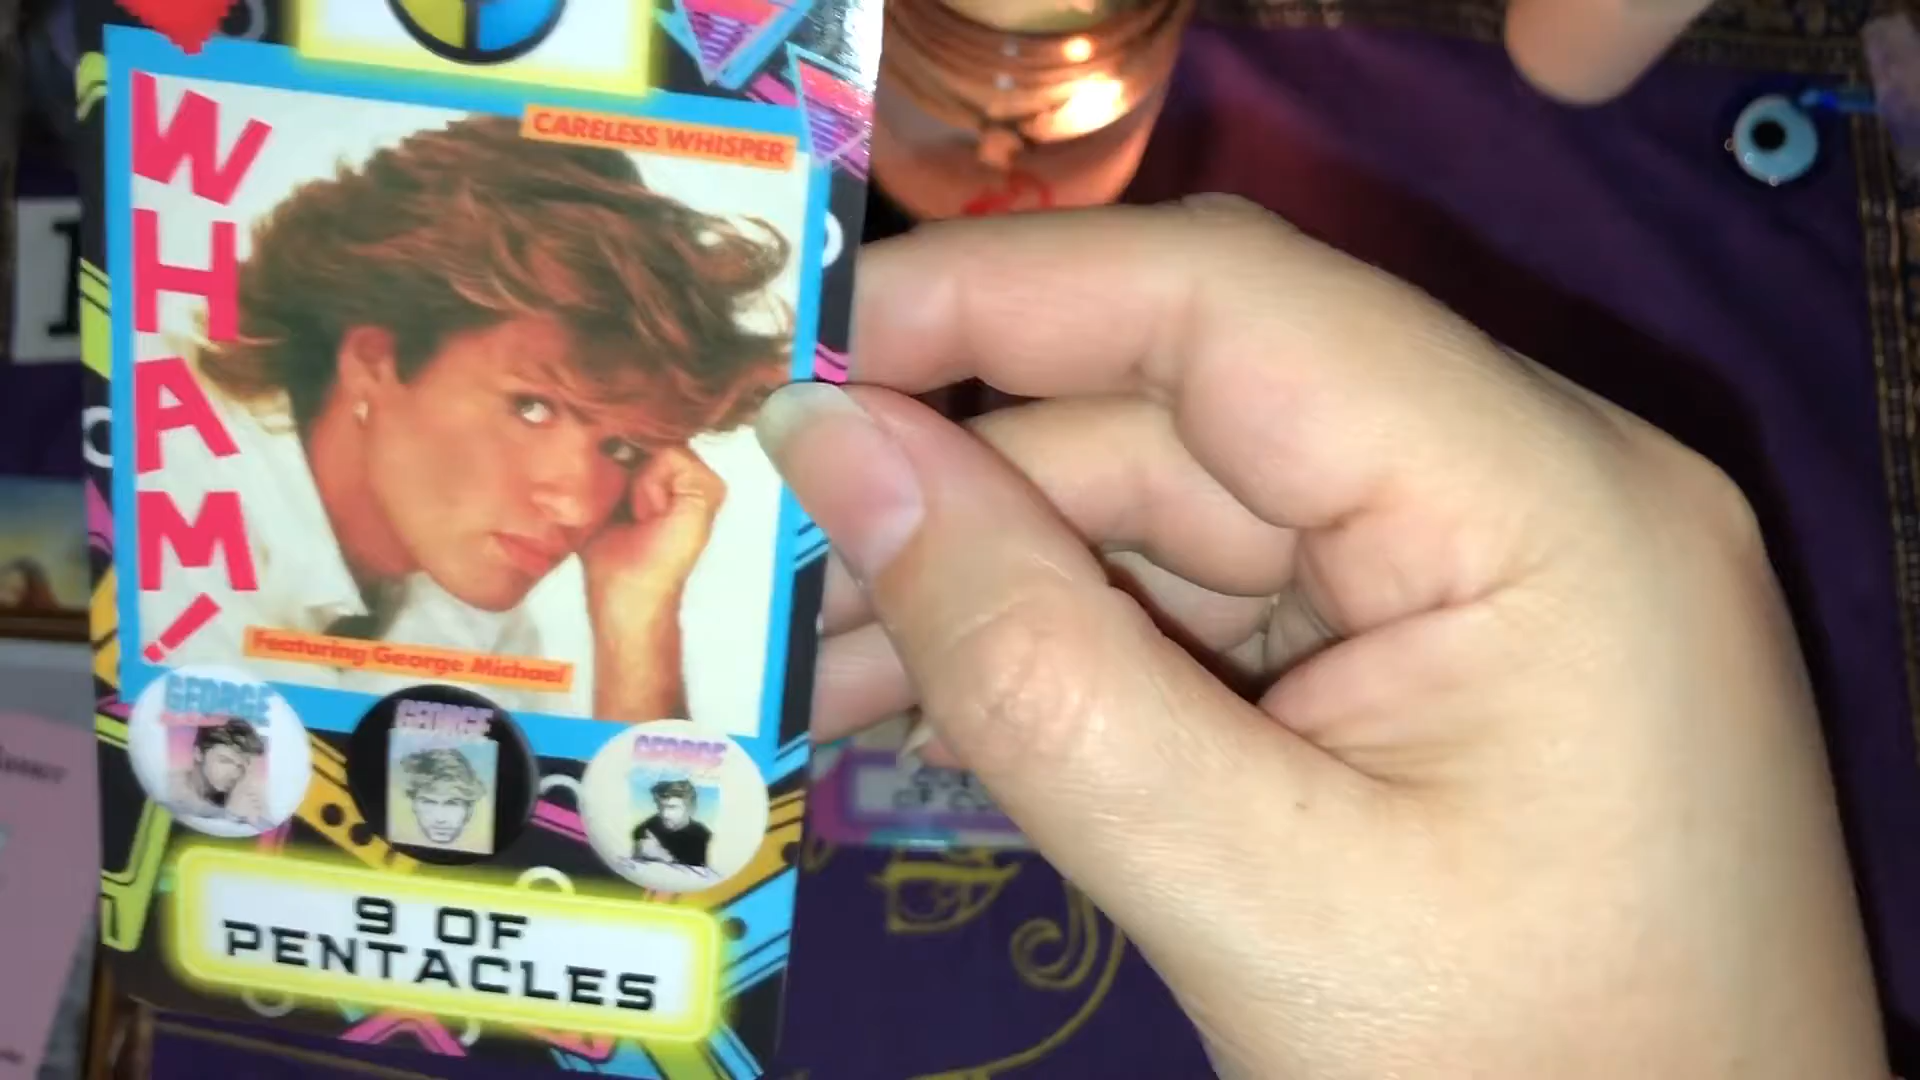 CARELESS WHISPER
WHAM!
Featuring George Michael
GEORGE
GEORGE
GEORGE
9 OF
PENTACLES